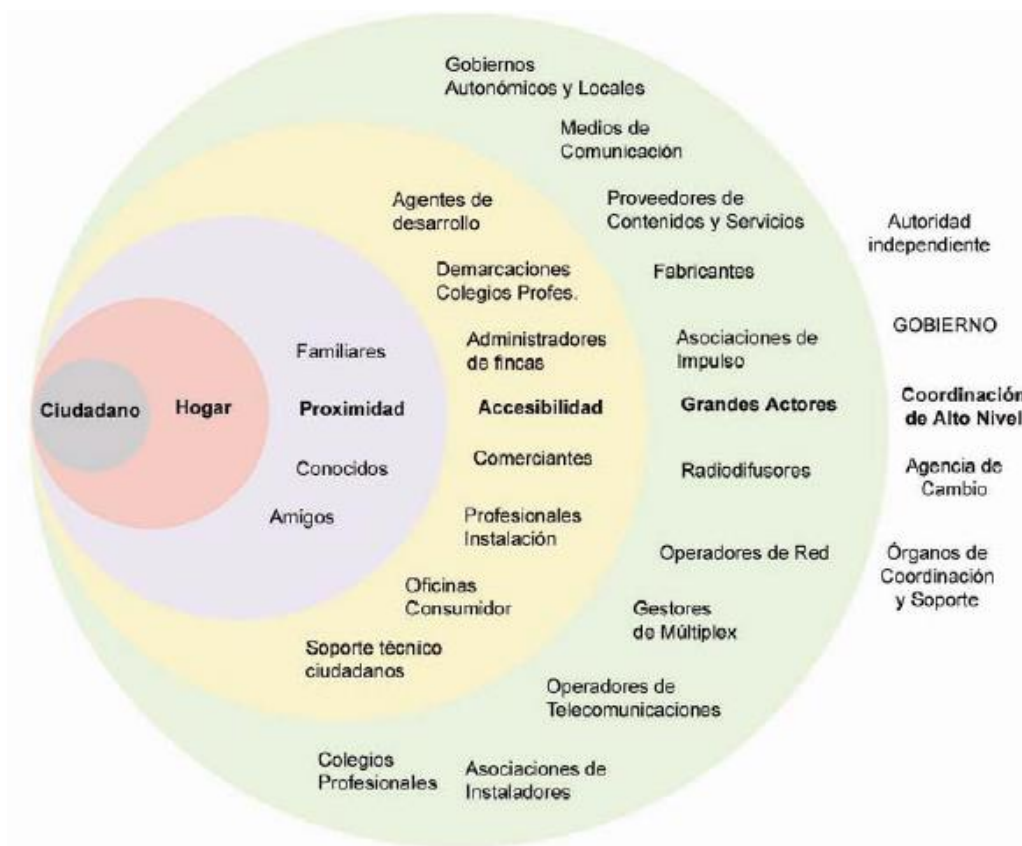 Gobiernos
Autonómicos y Locales
Medios de
Comunicación
Agentes de
desarrollo
Proveedores de
Contenidos y Servicios
Autoridad
independiente
Demarcaciones
Colegios Profes.
Fabricantes
GOBIERNO
Familiares
Administradores
de fincas
Asociaciones de
Impulso
Ciudadano
Hogar
Proximidad
Accesibilidad
Grandes Actores
Coordinación
de Alto Nivel
Conocidos
Comerciantes
Radiodifusores
Agencia de
Cambio
Amigos
Profesionales
Instalación
Operadores de Red
Órganos de
Coordinación
y Soporte
Oficinas
Consumidor
Gestores
de Múltiplex
Soporte técnico
ciudadanos
Operadores de
Telecomunicaciones
Colegios
Profesionales
Asociaciones de
Instaladores